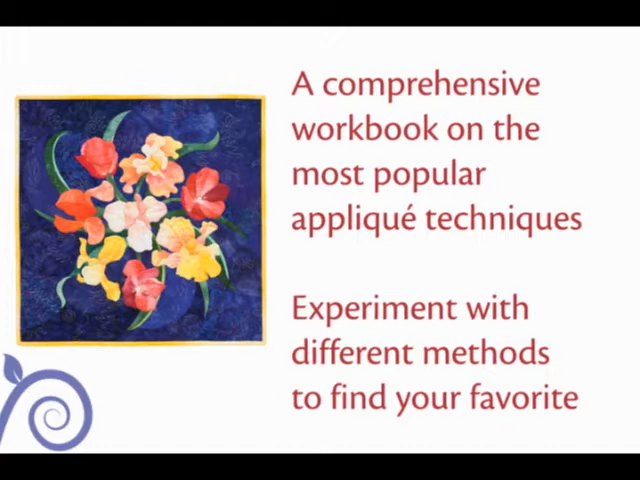 A comprehensive
workbook on the
most popular
appliqué techniques
Experiment with
different methods
to find your favorite